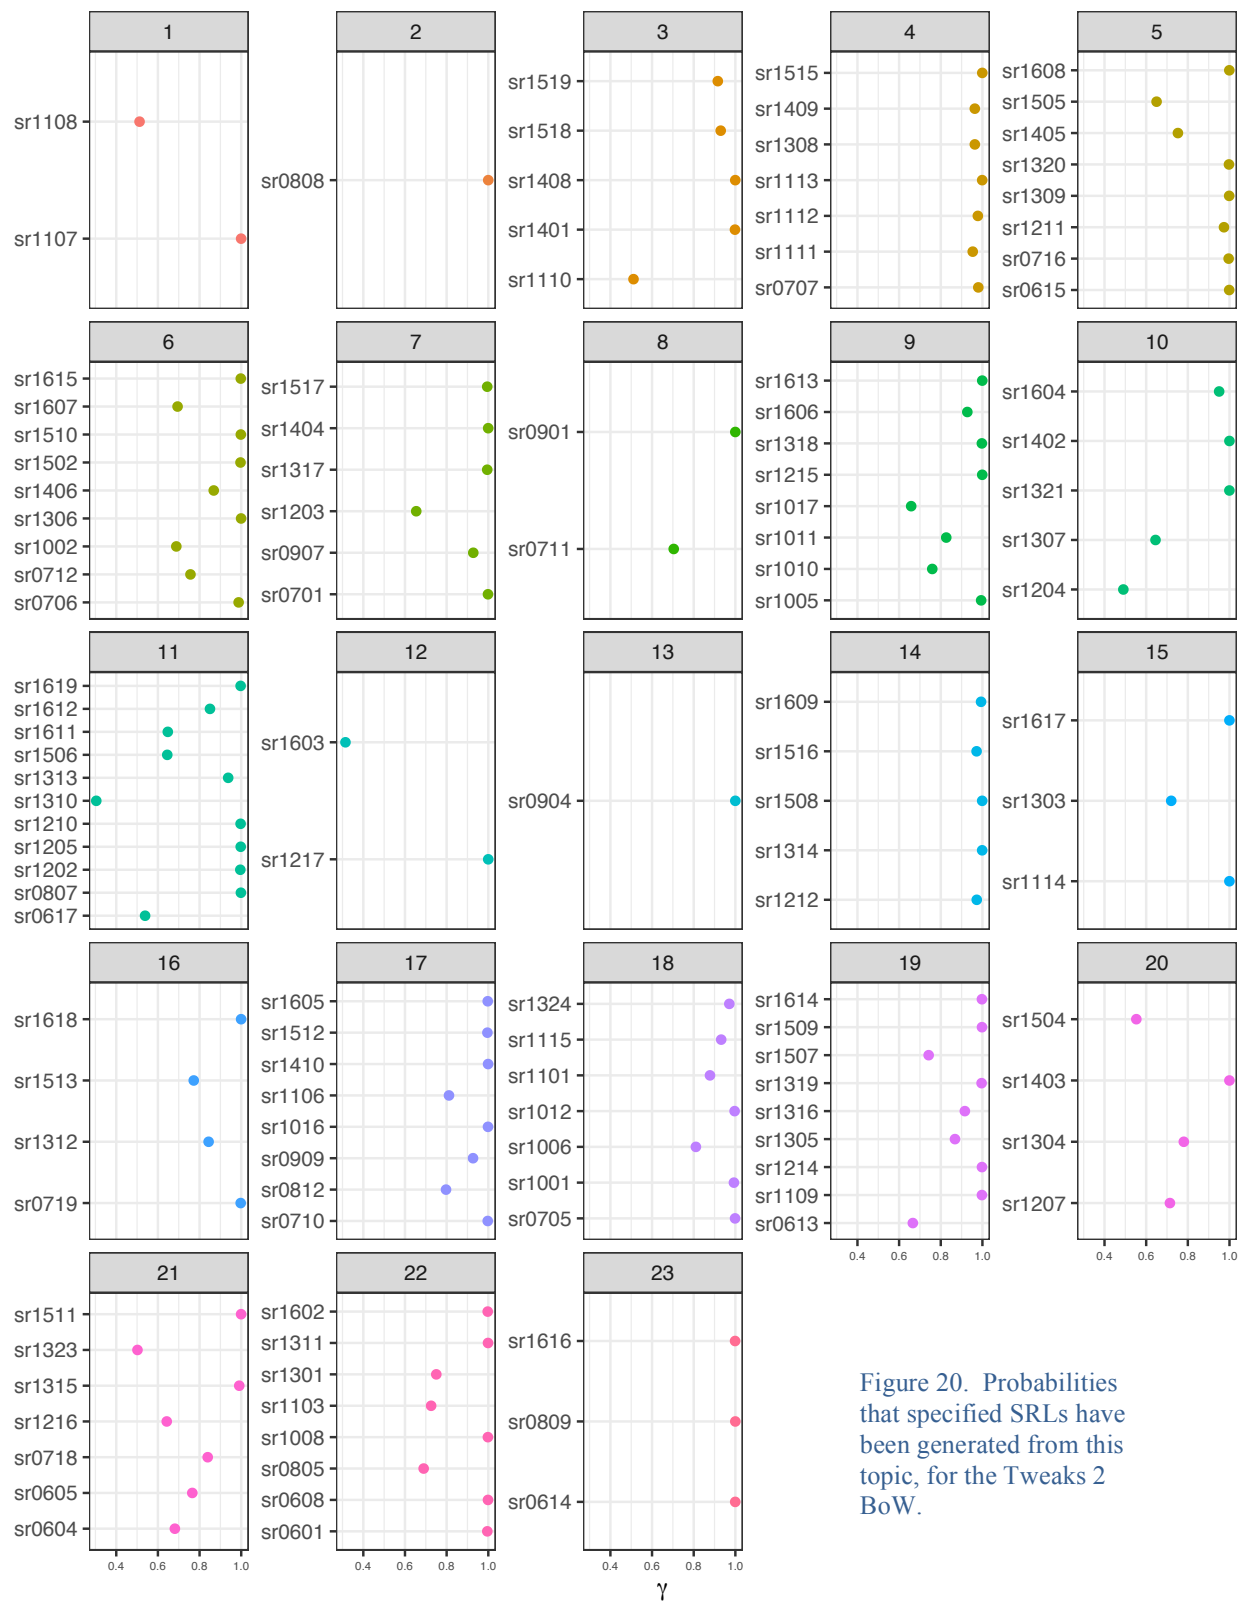 1
sr1108
sr1107
2
sr0808
3
sr1519
sr1518
sr1408
sr1401
sr1110
4
sr1515
sr1409
sr1308
sr1113
sr1112
sr1111
sr0707
5
sr1608
sr1505
sr1405
sr1320
sr1309
sr1211
sr0716
sr0615
6
sr1615
sr1607
sr1510
sr1502
sr1406
sr1306
sr1002
sr0712
sr0706
7
sr1517
sr1404
sr1317
sr1203
sr0907
sr0701
8
sr0901
sr0711
9
sr1613
sr1606
sr1318
sr1215
sr1017
sr1011
sr1010
sr1005
10
sr1604
sr1402
sr1321
sr1307
sr1204
11
sr1619
sr1612
sr1611
sr1506
sr1313
sr1310
sr1210
sr1205
sr1202
sr0807
sr0617
12
sr1603
sr1217
13
sr0904
14
sr1609
sr1516
sr1508
sr1314
sr1212
15
sr1617
sr1303
sr1114
16
sr1618
sr1513
sr1312
sr0719
17
sr1605
sr1512
sr1410
sr1106
sr1016
sr0909
sr0812
sr0710
18
sr1324
sr1115
sr1101
sr1012
sr1006
sr1001
sr0705
19
sr1614
sr1509
sr1507
sr1319
sr1316
sr1305
sr1214
sr1109
sr0613
0.4 0.6 0.8 1.0
20
sr1504
sr1403
sr1304
sr1207
0.4 0.6 0.8 1.0
21
sr1511
sr1323
sr1315
sr1216
sr0718
sr0605
sr0604
0.4 0.6 0.8 1.0
22
sr1602
sr1311
sr1301
sr1103
sr1008
sr0805
sr0608
sr0601
0.4 0.6 0.8 1.0
23
sr1616
sr0809
sr0614
0.4 0.6 0.8 1.0
γ
Figure 20. Probabilities
that specified SRLs have
been generated from this
topic, for the Tweaks 2
BoW.